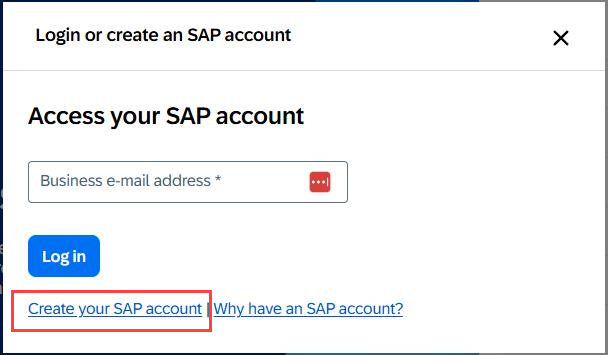 Login or create an SAP account
Access your SAP account
Business e-mail address *
Log in
Create your SAP account | Why have an SAP account?